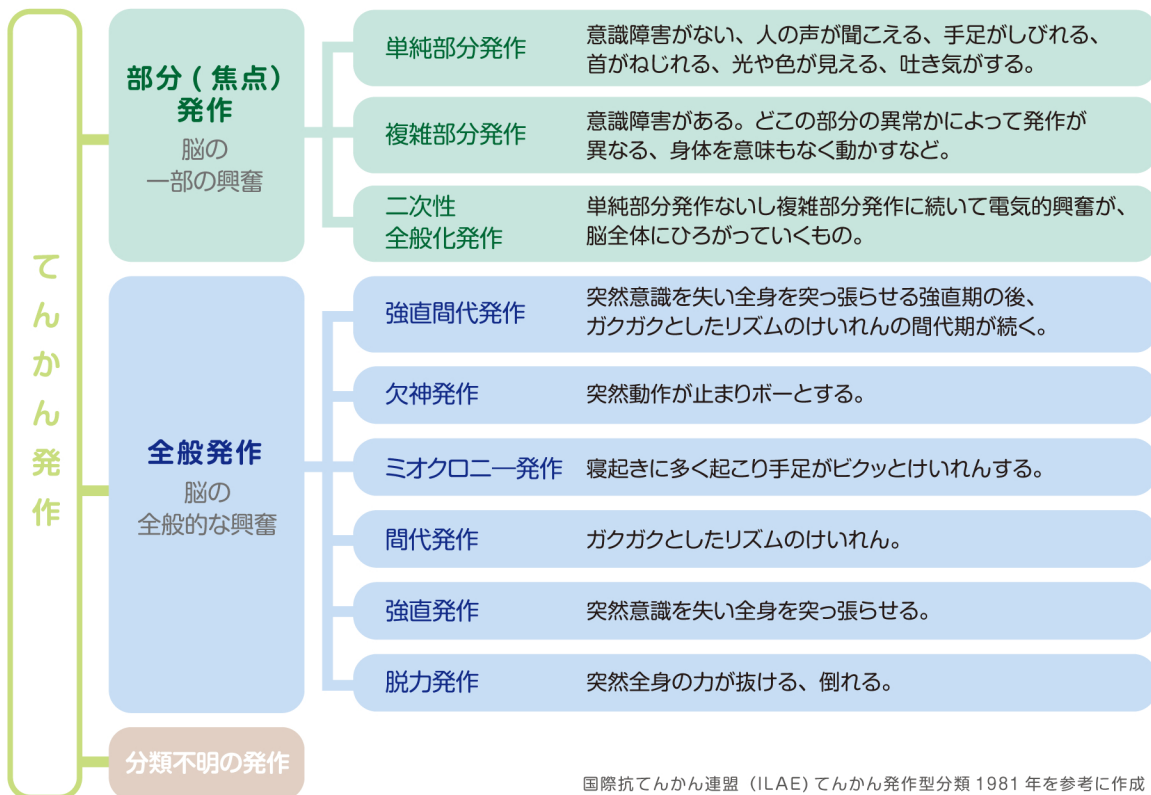 てんかん発作
部分(焦点)
発作
脳の
一部の興奮
単純部分発作
意識障害がない、人の声が聞こえる、手足がしびれる、
首がねじれる、光や色が見える、吐き気がする。
複雑部分発作
意識障害がある。どこの部分の異常かによって発作が
異なる、身体を意味もなく動かすなど。
二次性
全般化発作
単純部分発作ないし複雑部分発作に続いて電気的興奮が、
脳全体にひろがっていくもの。
全般発作
脳の
全般的な興奮
強直間代発作
突然意識を失い全身を突っ張らせる強直期の後、
ガクガクとしたリズムのけいれんの間代期が続く。
欠神発作
突然動作が止まりボーとする。
ミオクロニー発作
寝起きに多く起こり手足がビクッとけいれんする。
間代発作
ガクガクとしたリズムのけいれん。
強直発作
突然意識を失い全身を突っ張らせる。
脱力発作
突然全身の力が抜ける、倒れる。
分類不明の発作
国際抗てんかん連盟(ILAE)てんかん発作型分類 1981 年を参考に作成